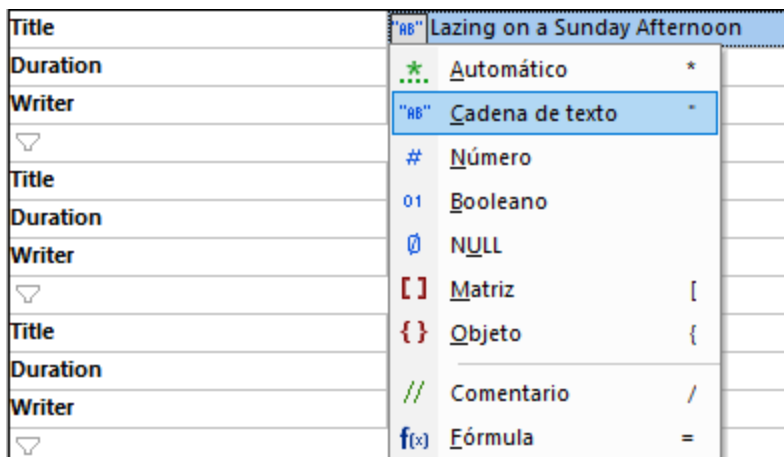 Title "AB" Lazing on a Sunday Afternoon
Duration
* Automático *
Writer
"AB" Cadena de texto "
# Número
Title
01 Booleano
Duration
Ø NULL
Writer
[ ] Matriz [
Title
{ } Objeto {
Duration
// Comentario /
Writer
f(x) Fórmula =